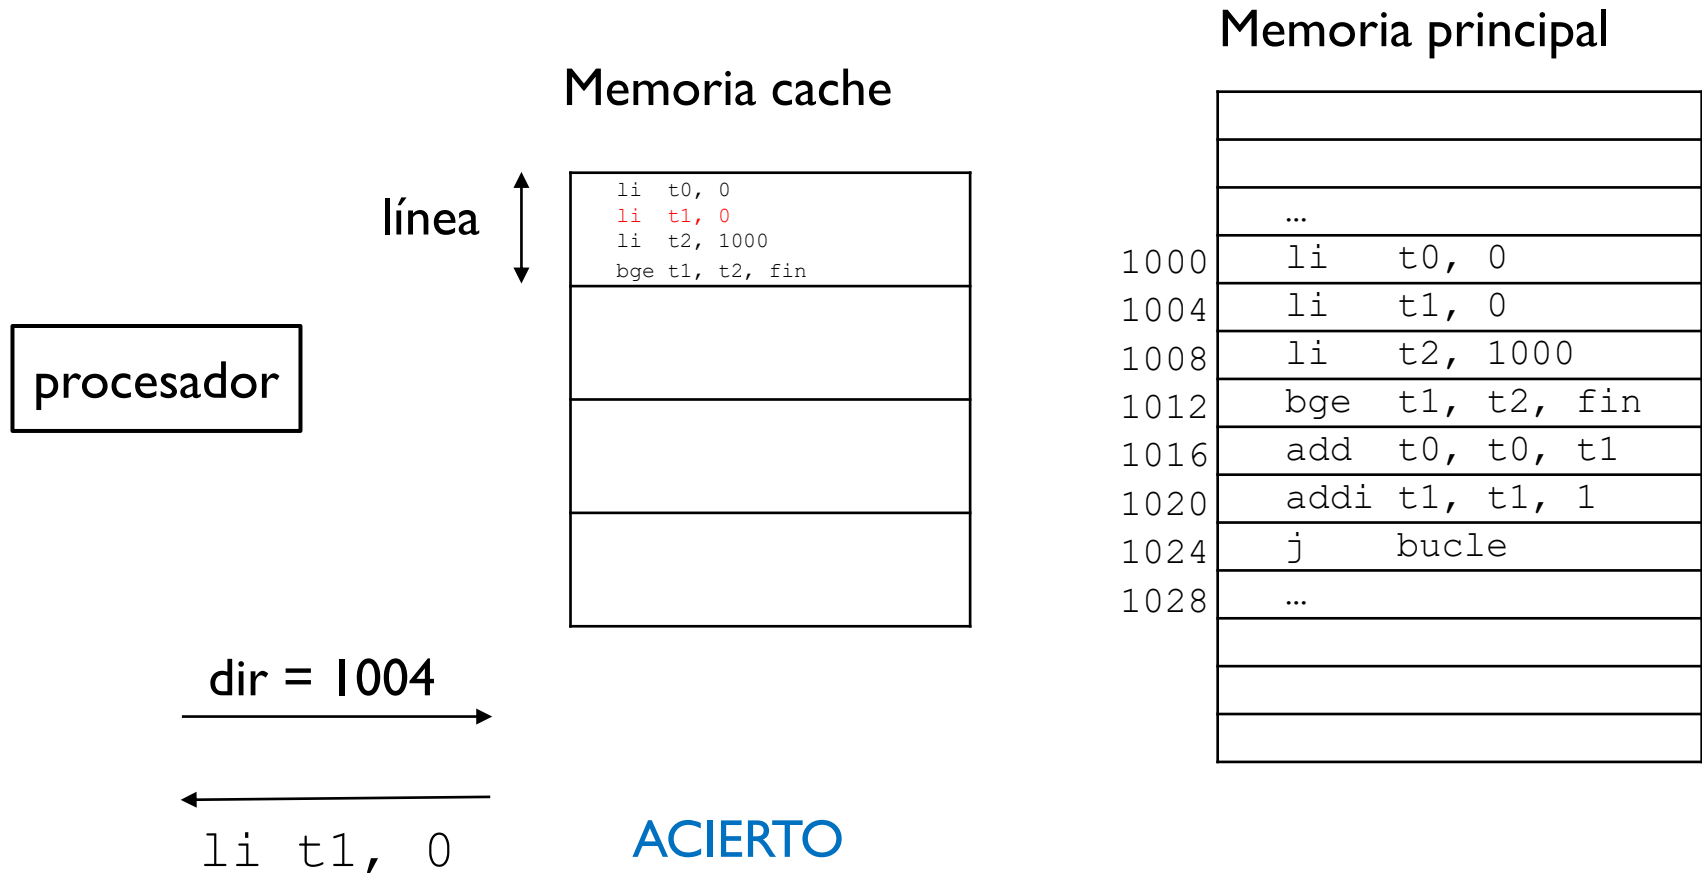 Memoria principal
Memoria cache
línea
li t0, 0
li t1, 0
li t2, 1000
bge t1, t2, fin
procesador
…
1000 li t0, 0
1004 li t1, 0
1008 li t2, 1000
1012 bge t1, t2, fin
1016 add t0, t0, t1
1020 addi t1, t1, 1
1024 j bucle
1028 …
dir = 1004
li t1, 0
ACIERTO